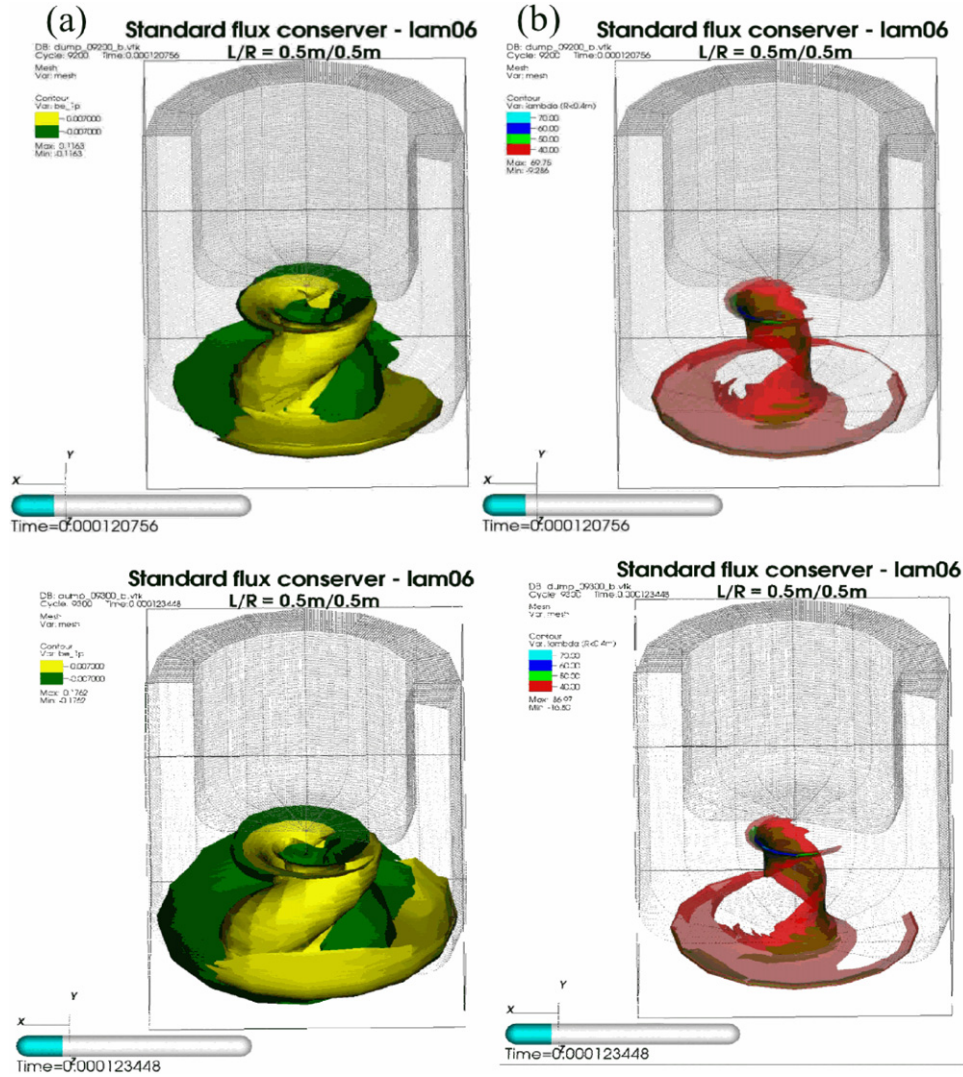 (a)
Standard flux conserver - lam06
L/R = 0.5m/0.5m
DB: dump_09200_b.vtk
Cycle: 9200 Time:0.000120756
Mesh
Var: mesh
Contour
Var: be_1p
0.007000
-0.007000
Max: 0.1163
Min: -0.1163
Y
X
Z
Time=0.000120756
(b)
Standard flux conserver - lam06
L/R = 0.5m/0.5m
DB: dump_09200_b.vtk
Cycle: 9200 Time:0.000120756
Mesh
Var: mesh
Contour
Var: lambda (R<0.4m)
70.00
60.00
50.00
40.00
Max: 69.75
Min: -9.286
Y
X
Z
Time=0.000120756
Standard flux conserver - lam06
L/R = 0.5m/0.5m
DB: dump_09300_b.vtk
Cycle: 9300 Time:0.000123448
Mesh
Var: mesh
Contour
Var: be_1p
0.007000
-0.007000
Max: 0.1762
Min: -0.1762
Y
X
Z
Time=0.000123448
Standard flux conserver - lam06
L/R = 0.5m/0.5m
DB: dump_09300_b.vtk
Cycle: 9300 Time:0.000123448
Mesh
Var: mesh
Contour
Var: lambda (R<0.4m)
70.00
60.00
50.00
40.00
Max:
Min:
Y
X
Z
Time=0.000123448